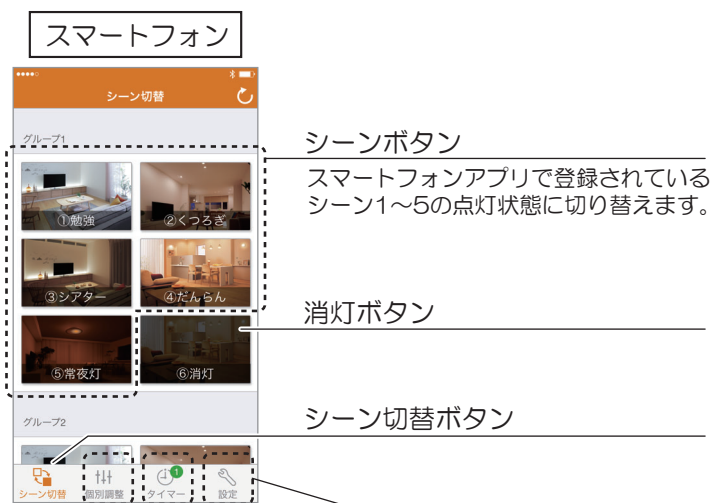 スマートフォン
シーン切替
グループ1
①勉強
②くつろぎ
③シアター
④だんらん
⑤常夜灯
⑥消灯
グループ2
シーン切替
個別調整
タイマー
1
設定
シーンボタン
スマートフォンアプリで登録されている
シーン1〜5の点灯状態に切り替えます。
消灯ボタン
シーン切替ボタン